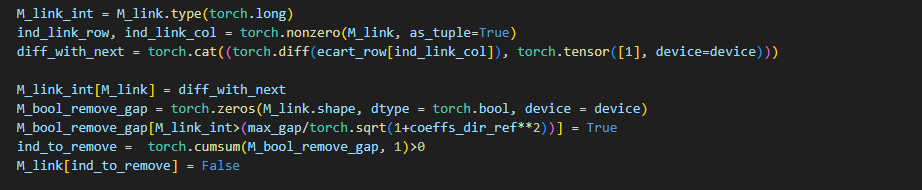 M_link_int = M_link.type(torch.long)
ind_link_row, ind_link_col = torch.nonzero(M_link, as_tuple=True)
diff_with_next = torch.cat((torch.diff(ecart_row[ind_link_col]), torch.tensor([1], device=device)))
M_link_int[M_link] = diff_with_next
M_bool_remove_gap = torch.zeros(M_link.shape, dtype = torch.bool, device = device)
M_bool_remove_gap[M_link_int>(max_gap/torch.sqrt(1+coeffs_dir_ref**2))] = True
ind_to_remove =  torch.cumsum(M_bool_remove_gap, 1)>0
M_link[ind_to_remove] = False